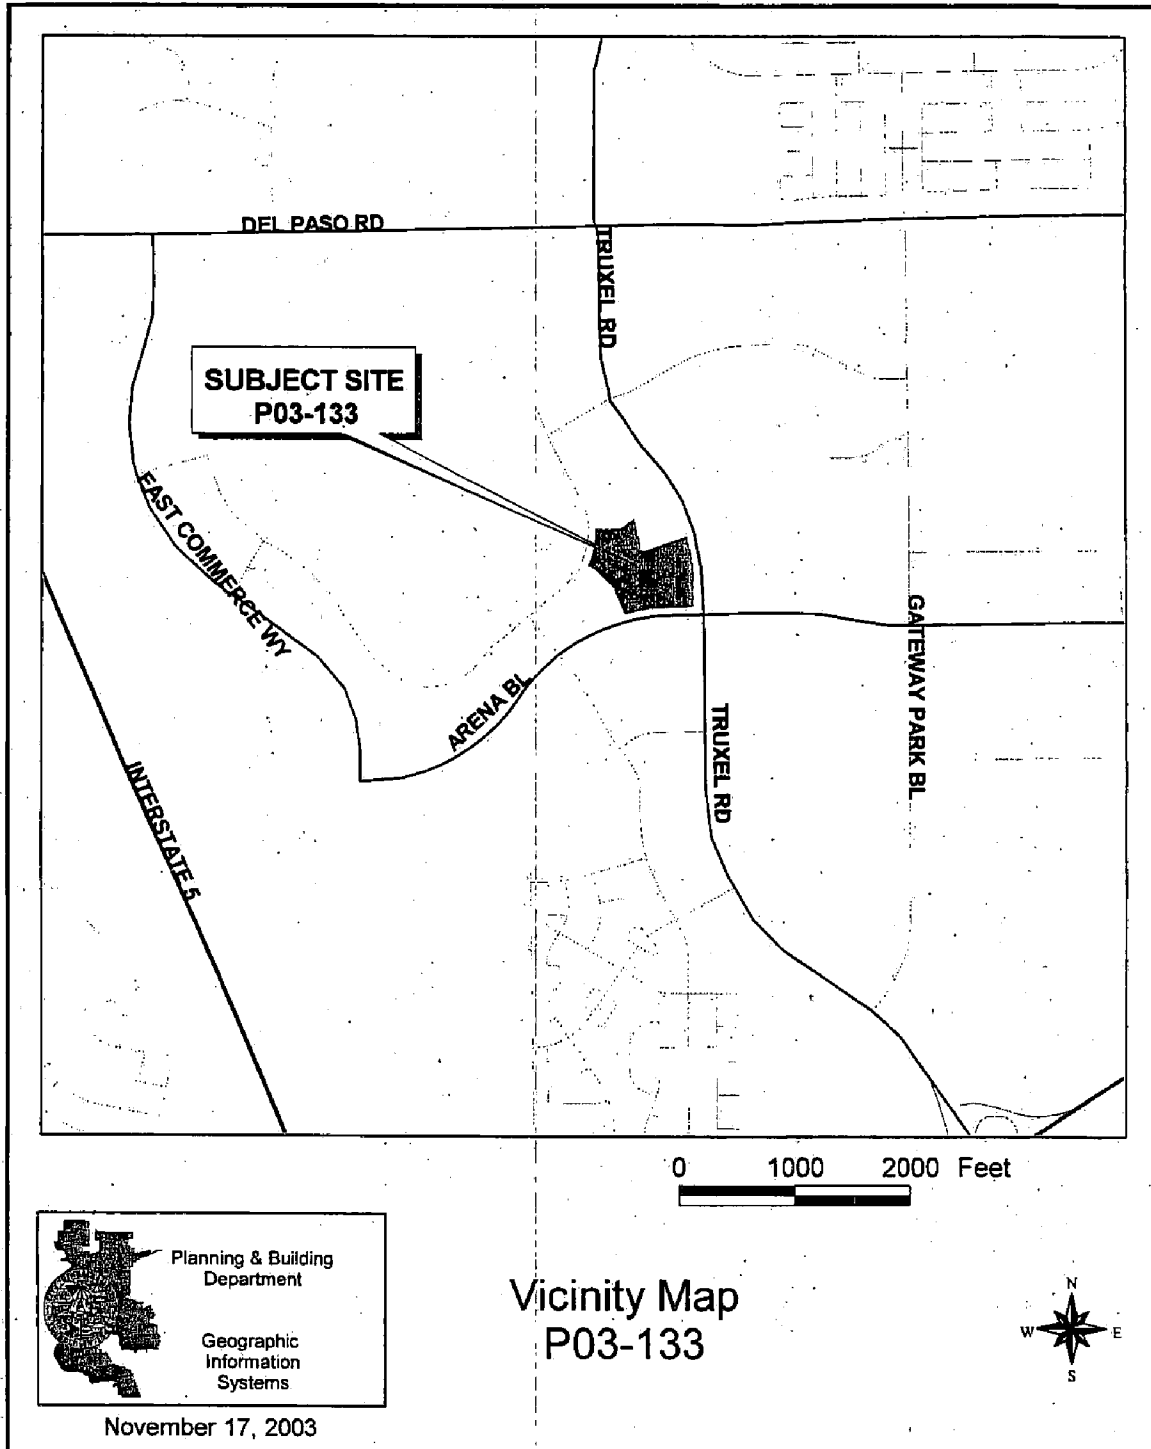 DEL PASO RD
TRUXEL RD
SUBJECT SITE
P03-133
EAST COMMERCE WY
GATEWAY PARK BL
ARENA BL
TRUXEL RD
INTERSTATE 5
0 1000 2000 Feet
Planning & Building
Department
Geographic
Information
Systems
Vicinity Map
P03-133
N
W E
S
November 17, 2003